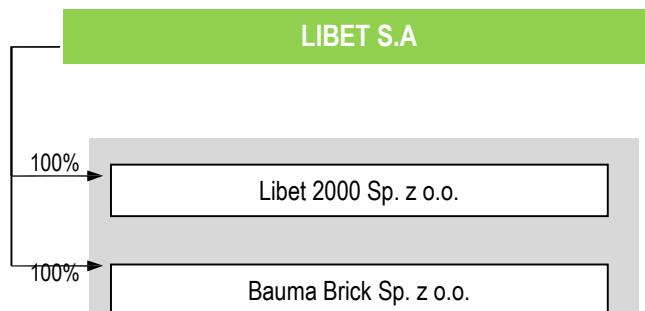 LIBET S.A
100%
Libet 2000 Sp. z o.o.
100%
Bauma Brick Sp. z o.o.